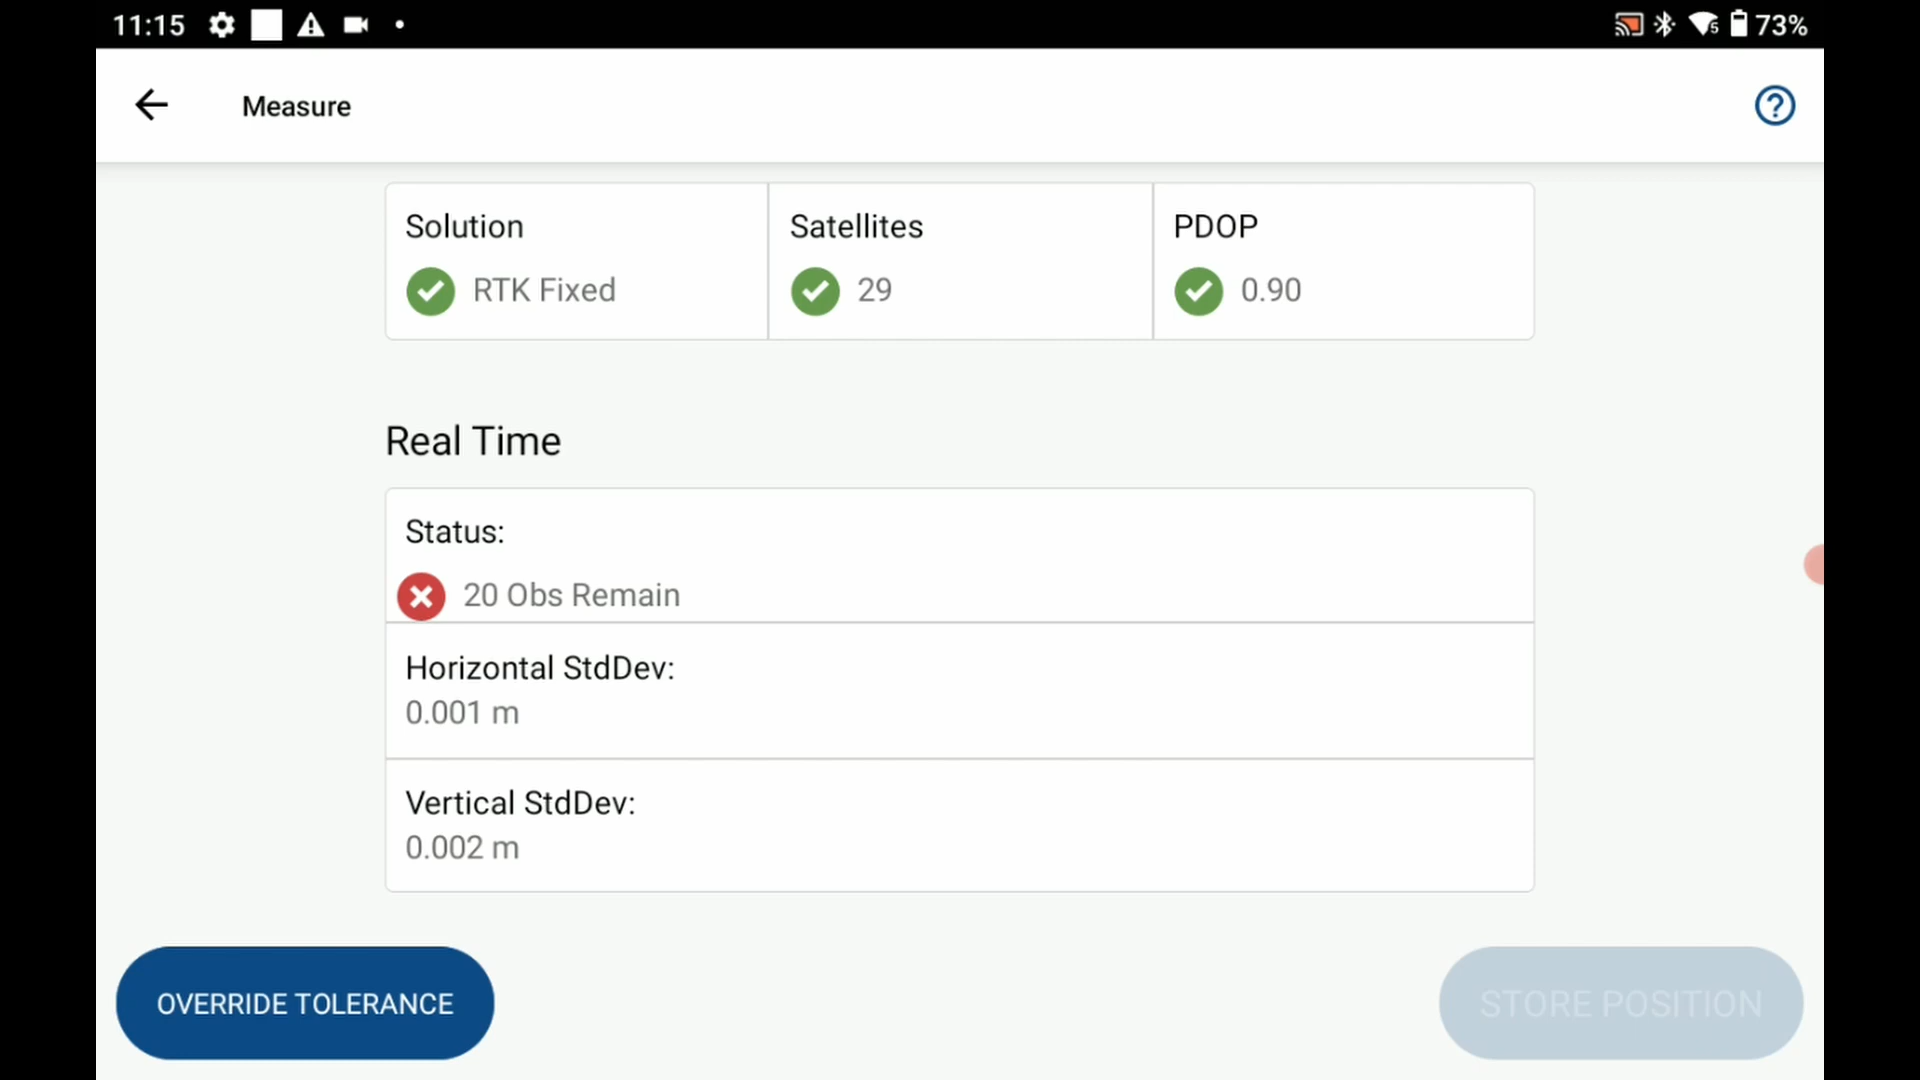 11:15
5
73%
Measure
Solution
Satellites
PDOP
RTK Fixed
29
0.90
Real Time
Status:
20 Obs Remain
Horizontal StdDev:
0.001 m
Vertical StdDev:
0.002 m
OVERRIDE TOLERANCE
STORE POSITION